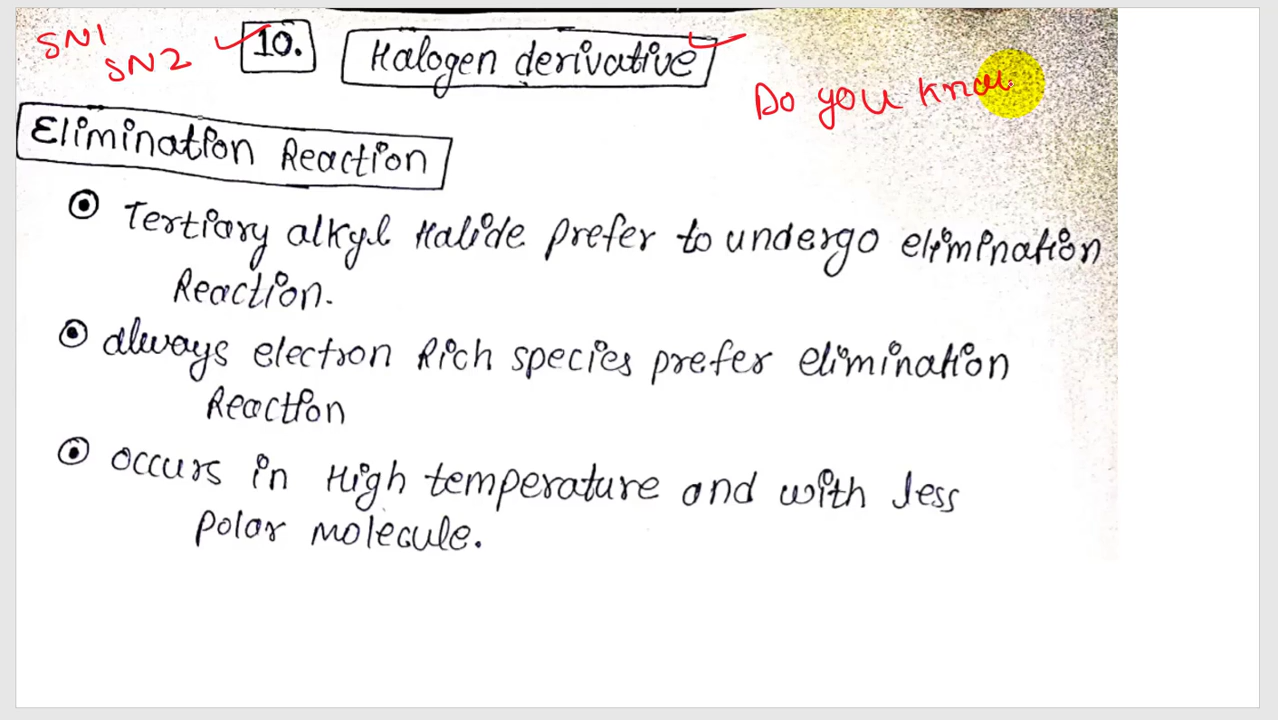 SN1
SN2
10.
Halogen derivative
Do you know
Elimination Reaction
Tertiary alkyl Halide prefer to undergo elimination
Reaction.
always electron Rich species prefer elimination
Reaction
occurs in High temperature and with less
polar molecule.